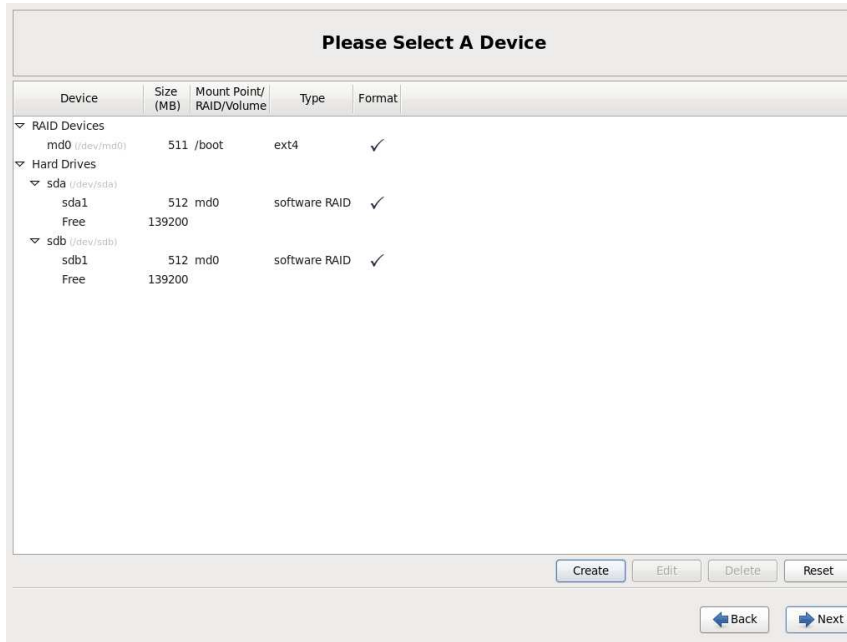 Please Select A Device
Device Size (MB) Mount Point/ RAID/Volume Type Format
RAID Devices
md0 (/dev/md0) 511 /boot ext4 ✓
Hard Drives
sda (/dev/sda)
sda1 512 md0 software RAID ✓
Free 139200
sdb (/dev/sdb)
sdb1 512 md0 software RAID ✓
Free 139200
Create Edit Delete Reset
Back Next